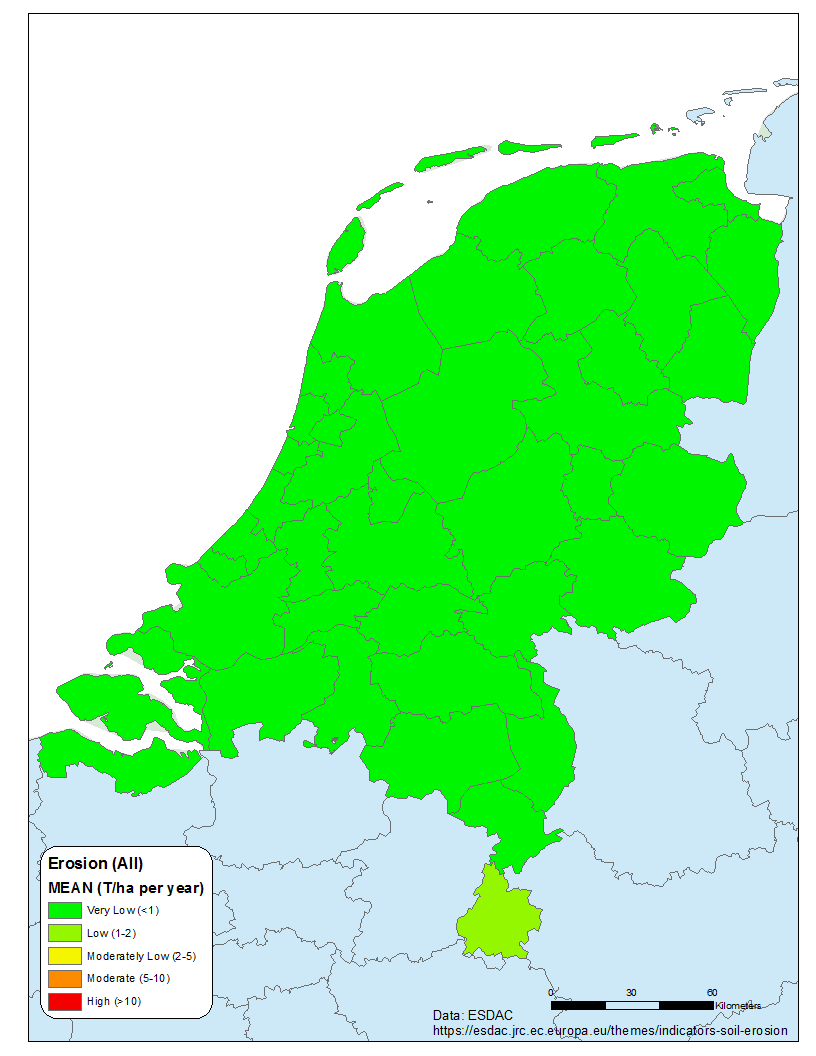 Erosion (All)
MEAN (T/ha per year)
Very Low (<1)
Low (1-2)
Moderately Low (2-5)
Moderate (5-10)
High (>10)
0 30 60
Kilometers
Data: ESDAC
https://esdac.jrc.ec.europa.eu/themes/indicators-soil-erosion